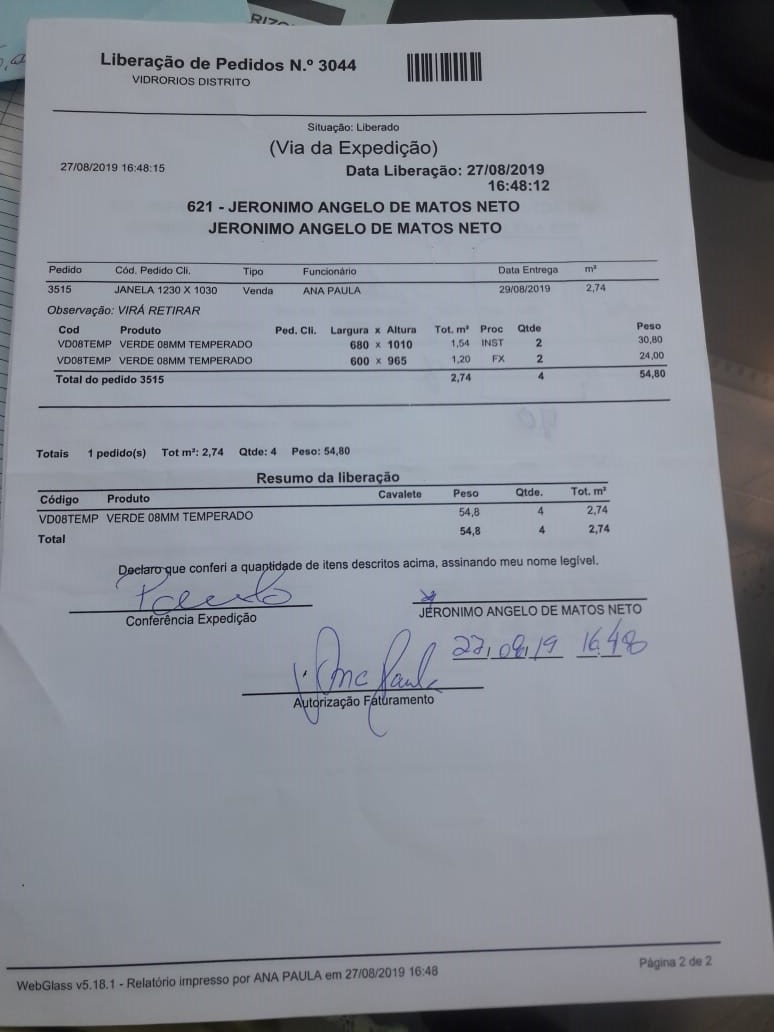 RIZO
Liberação de Pedidos N.º 3044
VIDRORIOS DISTRITO
Situação: Liberado
(Via da Expedição)
27/08/2019 16:48:15
Data Liberação: 27/08/2019
16:48:12
621 - JERONIMO ANGELO DE MATOS NETO
JERONIMO ANGELO DE MATOS NETO
Pedido Cód. Pedido Cli. Tipo Funcionário Data Entrega m²
3515 JANELA 1230 X 1030 Venda ANA PAULA 29/08/2019 2,74
Observação: VIRÁ RETIRAR
Cod Produto Ped. Cli. Largura x Altura Tot. m² Proc Qtde Peso
VD08TEMP VERDE 08MM TEMPERADO 680 x 1010 1,54 INST 2 30,80
VD08TEMP VERDE 08MM TEMPERADO 600 x 965 1,20 FX 2 24,00
Total do pedido 3515 2,74 4 54,80
Totais 1 pedido(s) Tot m²: 2,74 Qtde: 4 Peso: 54,80
Resumo da liberação
Código Produto Cavalete Peso Qtde. Tot. m²
VD08TEMP VERDE 08MM TEMPERADO 54,8 4 2,74
Total 54,8 4 2,74
Declaro que conferi a quantidade de itens descritos acima, assinando meu nome legível.
Conferência Expedição
JERONIMO ANGELO DE MATOS NETO
27/08/19 16:48
Ana Paula
Autorização Faturamento
WebGlass v5.18.1 - Relatório impresso por ANA PAULA em 27/08/2019 16:48
Página 2 de 2